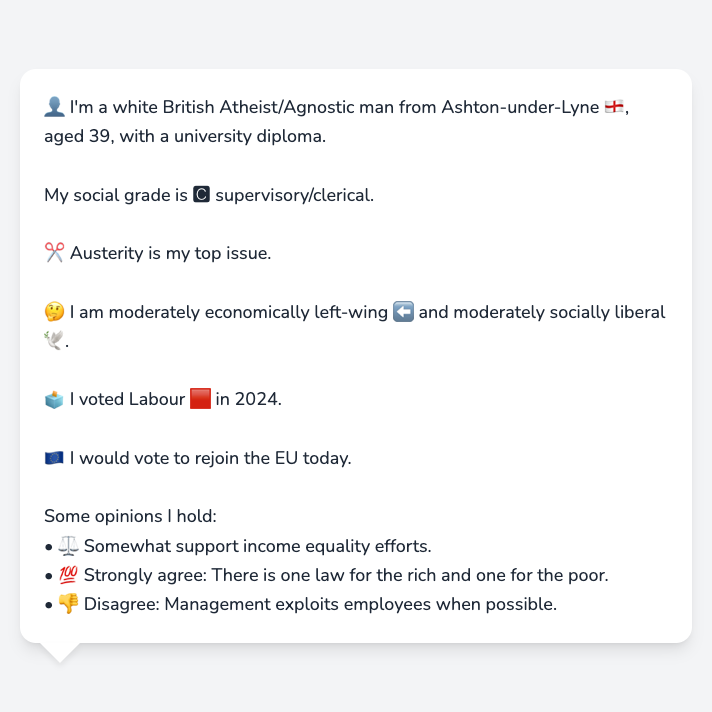 👤 I'm a white British Atheist/Agnostic man from Ashton-under-Lyne 🏴󠁧󠁢󠁥󠁮󠁧󠁿,
aged 39, with a university diploma.
My social grade is 🅲 supervisory/clerical.
✂️ Austerity is my top issue.
🤔 I am moderately economically left-wing ⬅️ and moderately socially liberal
🕊️.
🗳️ I voted Labour 🟥 in 2024.
🇪🇺 I would vote to rejoin the EU today.
Some opinions I hold:
• ⚖️ Somewhat support income equality efforts.
• 💯 Strongly agree: There is one law for the rich and one for the poor.
• 👎 Disagree: Management exploits employees when possible.